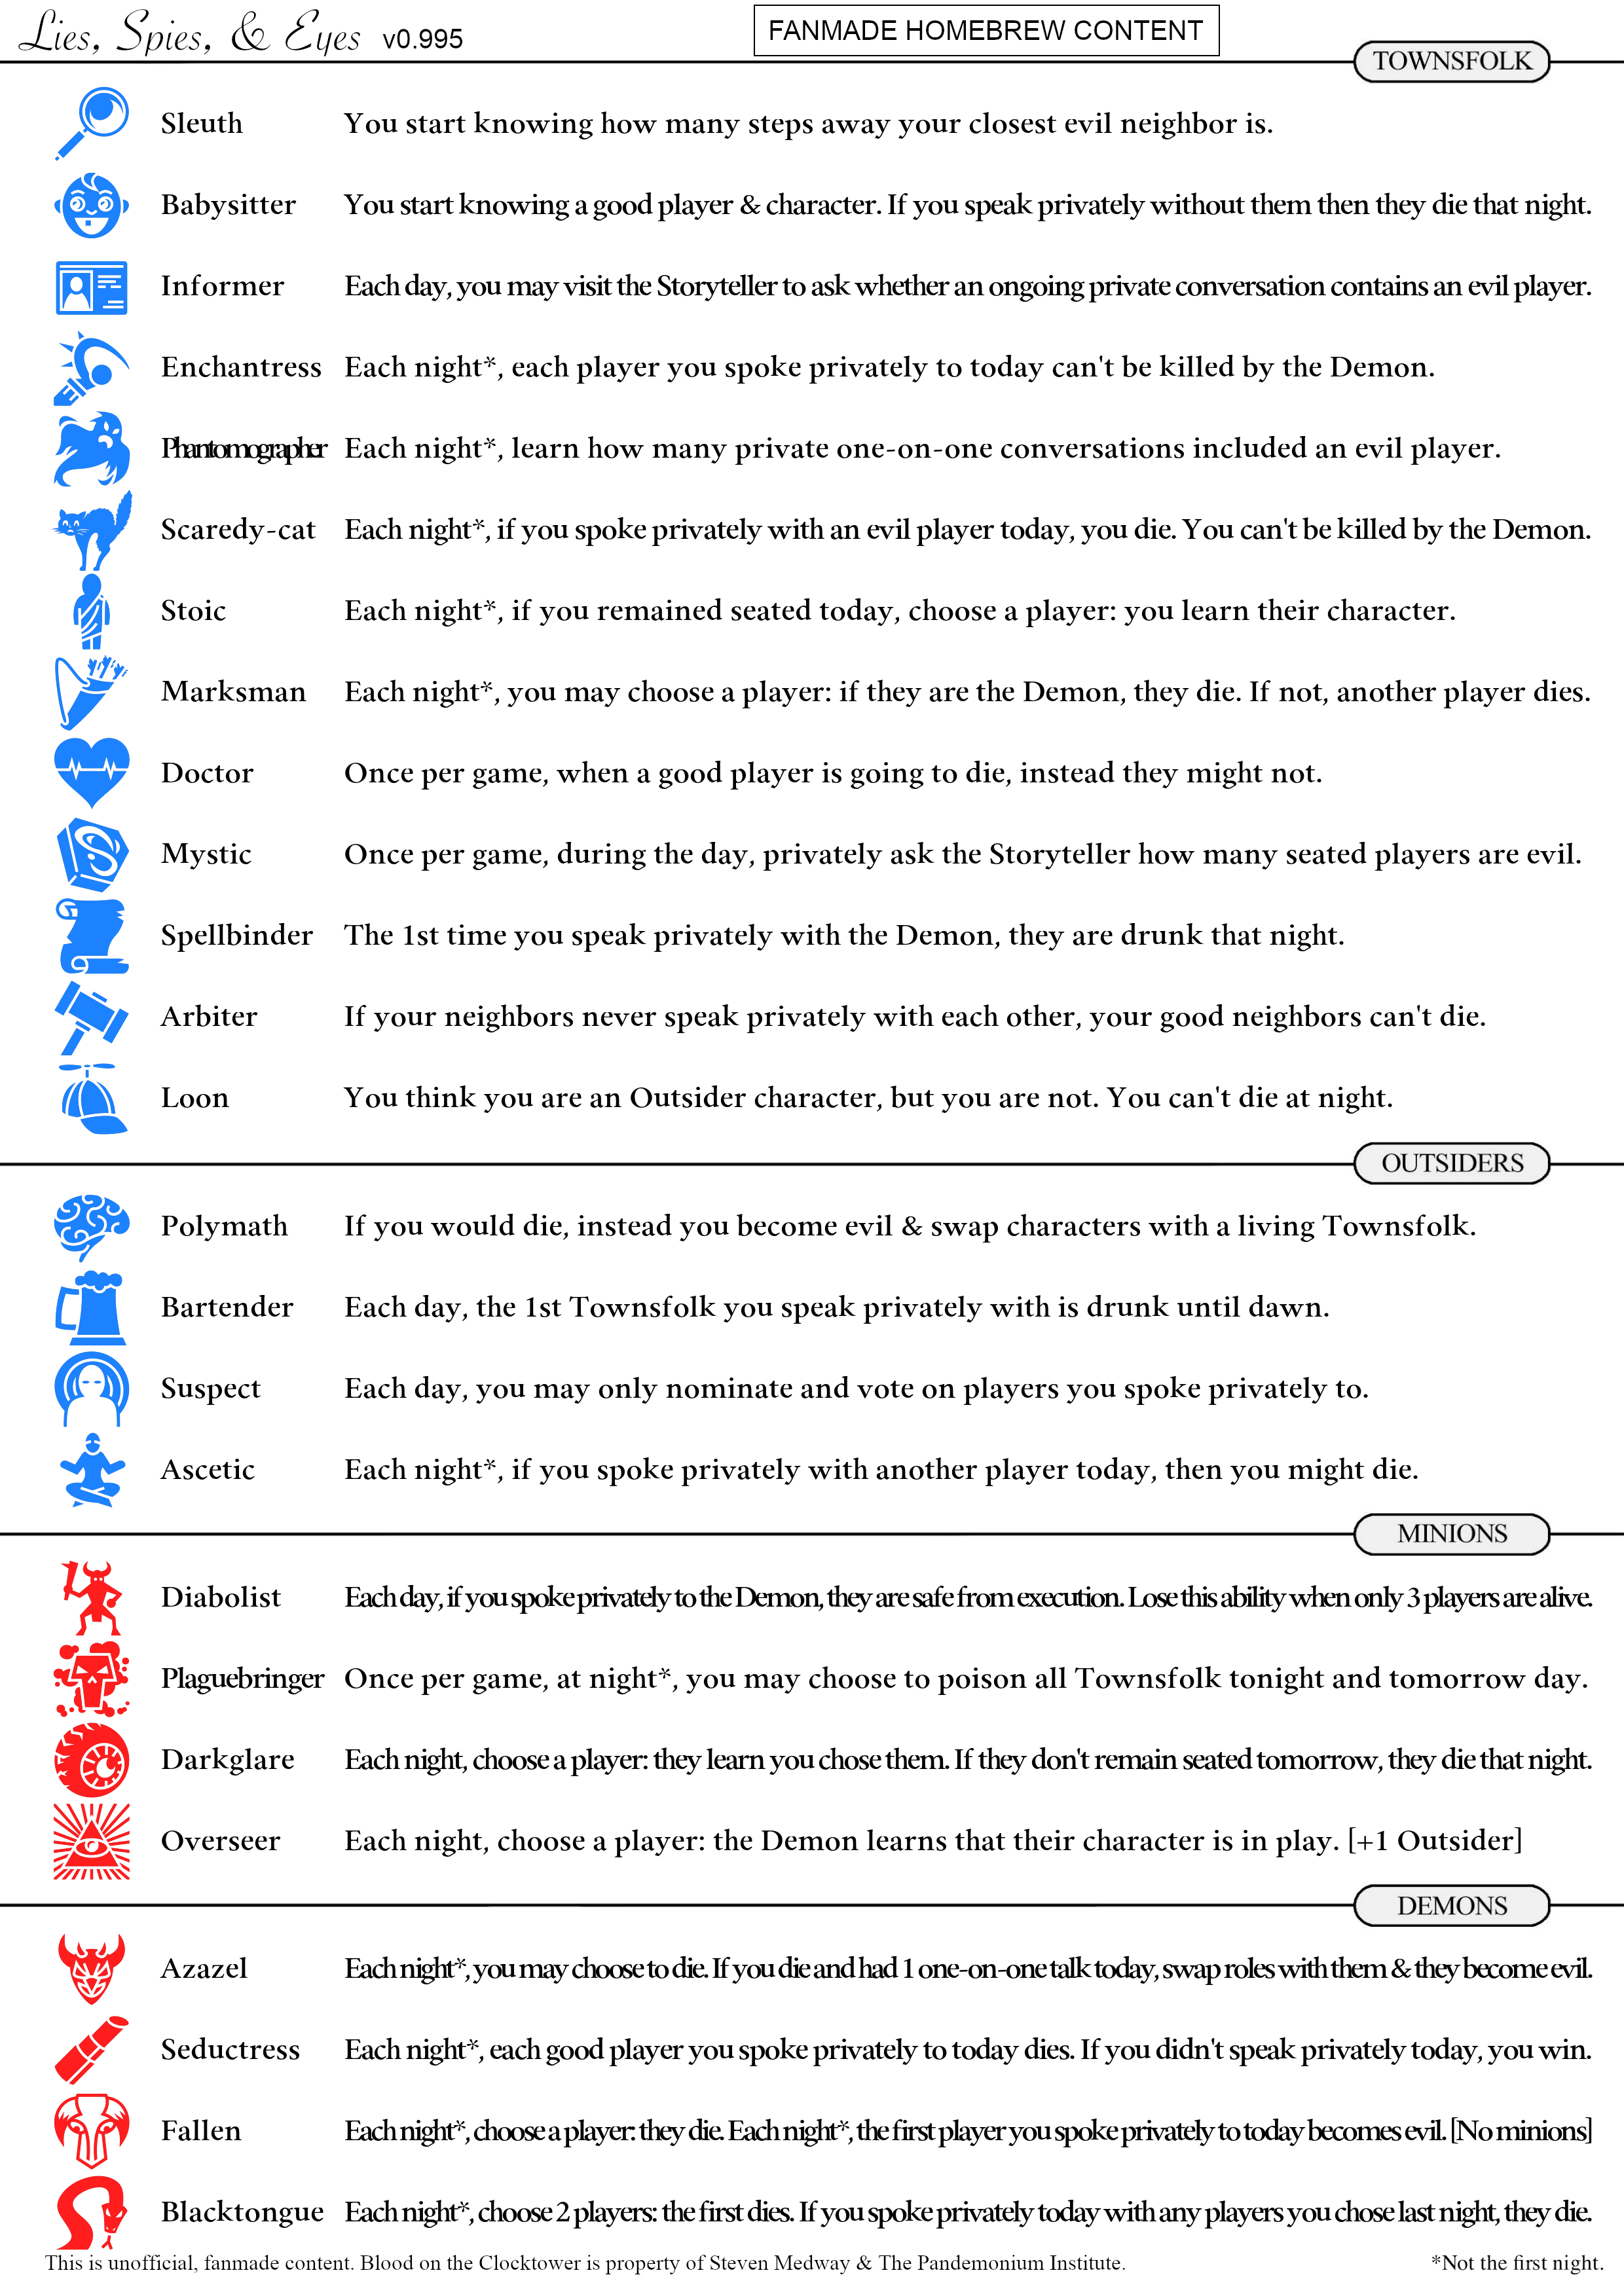 Lies, Spies, & Eyes v0.995
FANMADE HOMEBREW CONTENT
TOWNSFOLK
Sleuth You start knowing how many steps away your closest evil neighbor is.
Babysitter You start knowing a good player & character. If you speak privately without them then they die that night.
Informer Each day, you may visit the Storyteller to ask whether an ongoing private conversation contains an evil player.
Enchantress Each night*, each player you spoke privately to today can't be killed by the Demon.
Phantomographer Each night*, learn how many private one-on-one conversations included an evil player.
Scaredy-cat Each night*, if you spoke privately with an evil player today, you die. You can't be killed by the Demon.
Stoic Each night*, if you remained seated today, choose a player: you learn their character.
Marksman Each night*, you may choose a player: if they are the Demon, they die. If not, another player dies.
Doctor Once per game, when a good player is going to die, instead they might not.
Mystic Once per game, during the day, privately ask the Storyteller how many seated players are evil.
Spellbinder The 1st time you speak privately with the Demon, they are drunk that night.
Arbiter If your neighbors never speak privately with each other, your good neighbors can't die.
Loon You think you are an Outsider character, but you are not. You can't die at night.
OUTSIDERS
Polymath If you would die, instead you become evil & swap characters with a living Townsfolk.
Bartender Each day, the 1st Townsfolk you speak privately with is drunk until dawn.
Suspect Each day, you may only nominate and vote on players you spoke privately to.
Ascetic Each night*, if you spoke privately with another player today, then you might die.
MINIONS
Diabolist Each day, if you spoke privately to the Demon, they are safe from execution. Lose this ability when only 3 players are alive.
Plaguebringer Once per game, at night*, you may choose to poison all Townsfolk tonight and tomorrow day.
Darkglare Each night, choose a player: they learn you chose them. If they don't remain seated tomorrow, they die that night.
Overseer Each night, choose a player: the Demon learns that their character is in play. [+1 Outsider]
DEMONS
Azazel Each night*, you may choose to die. If you die and had 1 one-on-one talk today, swap roles with them & they become evil.
Seductress Each night*, each good player you spoke privately to today dies. If you didn't speak privately today, you win.
Fallen Each night*, choose a player: they die. Each night*, the first player you spoke privately to today becomes evil. [No minions]
Blacktongue Each night*, choose 2 players: the first dies. If you spoke privately today with any players you chose last night, they die.
This is unofficial, fanmade content. Blood on the Clocktower is property of Steven Medway & The Pandemonium Institute. *Not the first night.